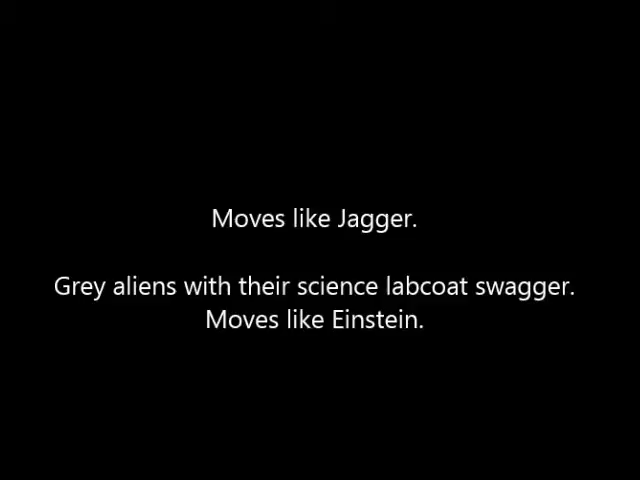 Moves like Jagger.
Grey aliens with their science labcoat swagger.
Moves like Einstein.